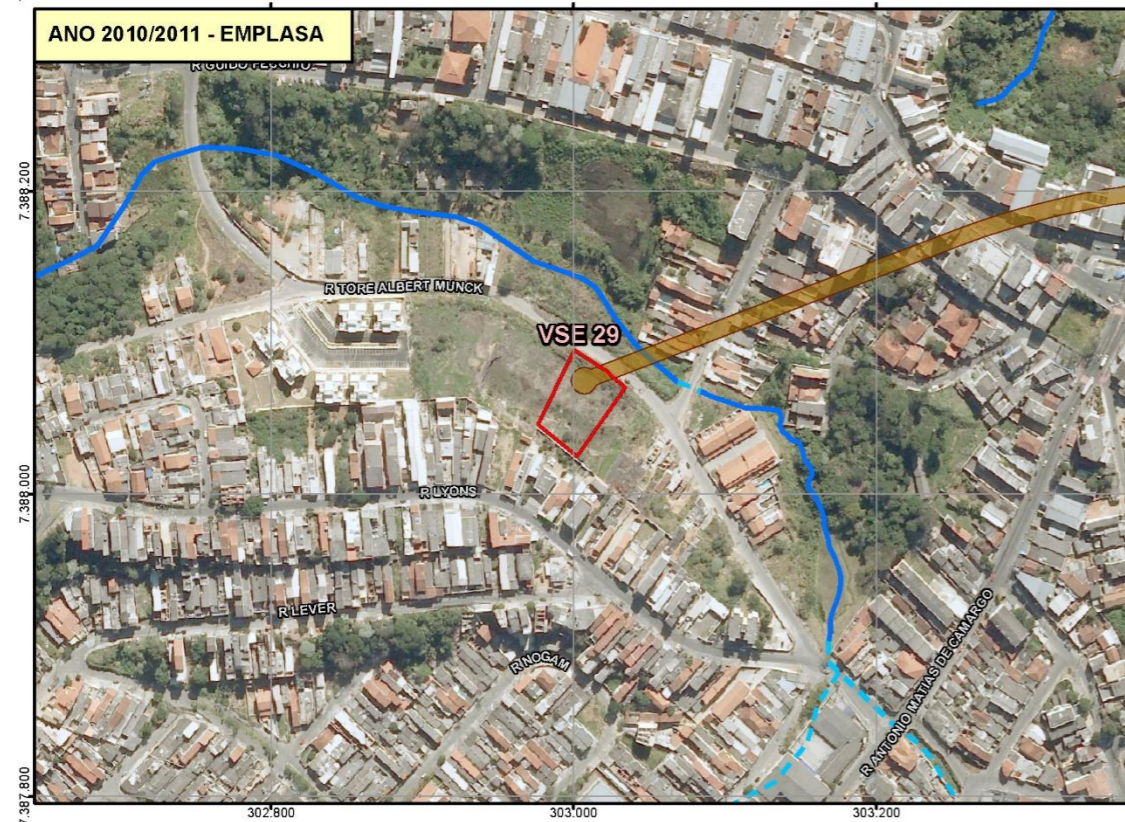 ANO 2010/2011 - EMPLASA
R GUIDO PECCHIO
7.388.200
R TORE ALBERT MUNCK
VSE 29
7.388.000
R LYONS
R LEVER
R NOGAM
R ANTONIO MATIAS DE CAMARGO
7.387.800
302.800
303.000
303.200